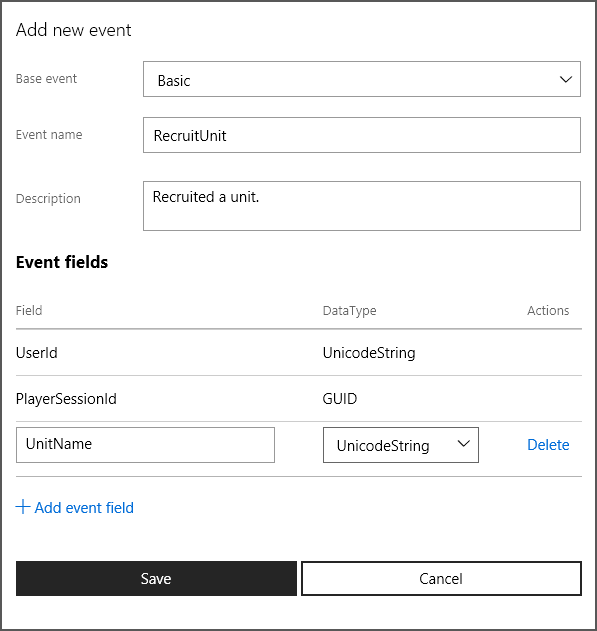 Add new event
Base event Basic
Event name RecruitUnit
Description Recruited a unit.
Event fields
Field DataType Actions
UserId UnicodeString
PlayerSessionId GUID
UnitName UnicodeString Delete
+ Add event field
Save Cancel